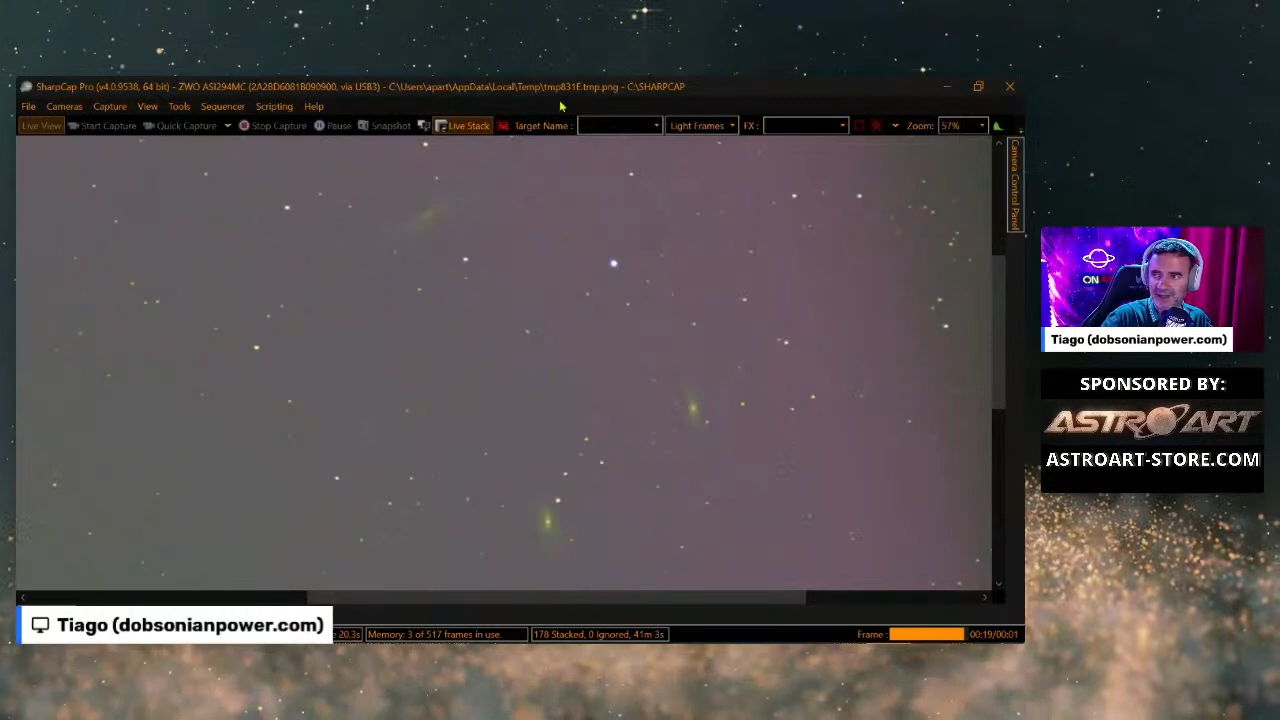 SharpCap Pro (v4.0.9538, 64 bit) - ZWO ASI294MC (2A2BD6081B090900, via USB3) - C:\Users\apart\AppData\Local\Temp\tmp831E.tmp.png - C:\SHARPCAP
File Cameras Capture View Tools Sequencer Scripting Help
Live View Start Capture Quick Capture Stop Capture Pause Snapshot Live Stack Target Name : Light Frames FX : Zoom: 57%
Camera Control Panel
ON
Tiago (dobsonianpower.com)
SPONSORED BY:
ASTROART
ASTROART-STORE.COM
Tiago (dobsonianpower.com)
20,3s Memory: 3 of 517 frames in use. 178 Stacked, 0 Ignored, 41m 3s Frame : 00:19/00:01